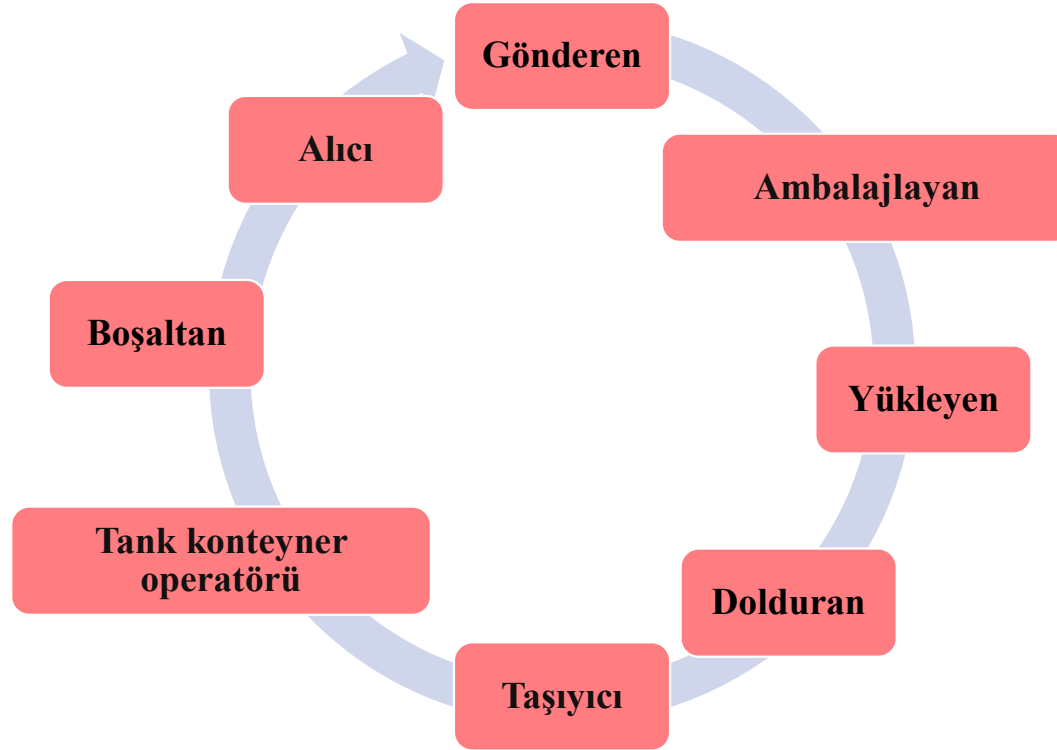 Gönderen
Ambalajlayan
Yükleyen
Dolduran
Taşıyıcı
Tank konteyner
operatörü
Boşaltan
Alıcı